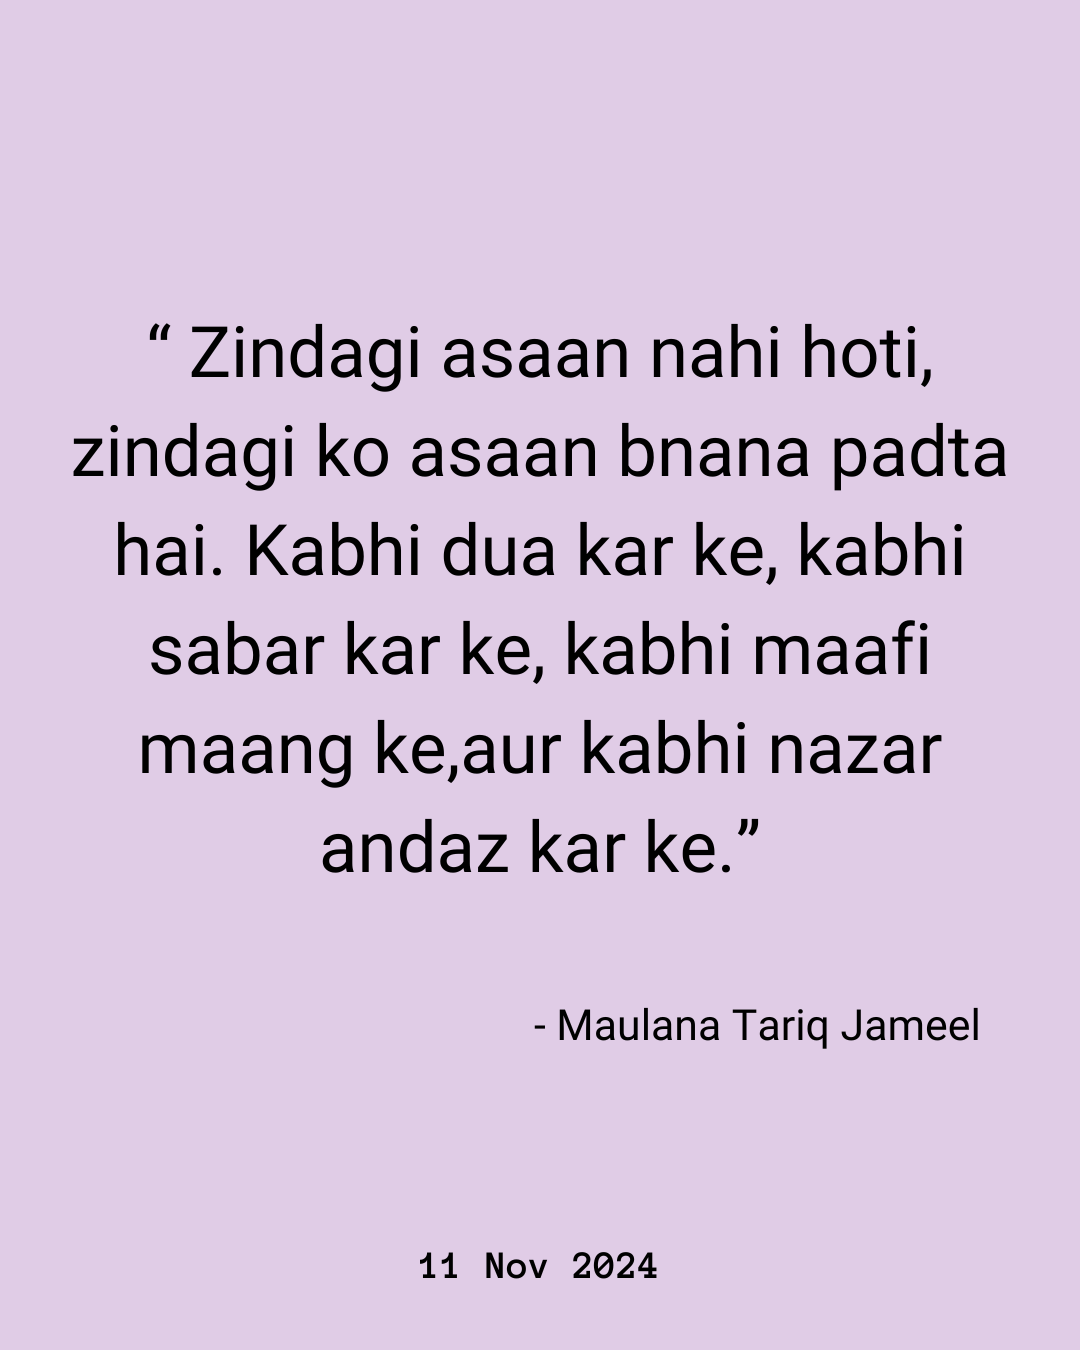 “ Zindagi asaan nahi hoti,
zindagi ko asaan bnana padta
hai. Kabhi dua kar ke, kabhi
sabar kar ke, kabhi maafi
maang ke,aur kabhi nazar
andaz kar ke.”
- Maulana Tariq Jameel
11 Nov 2024